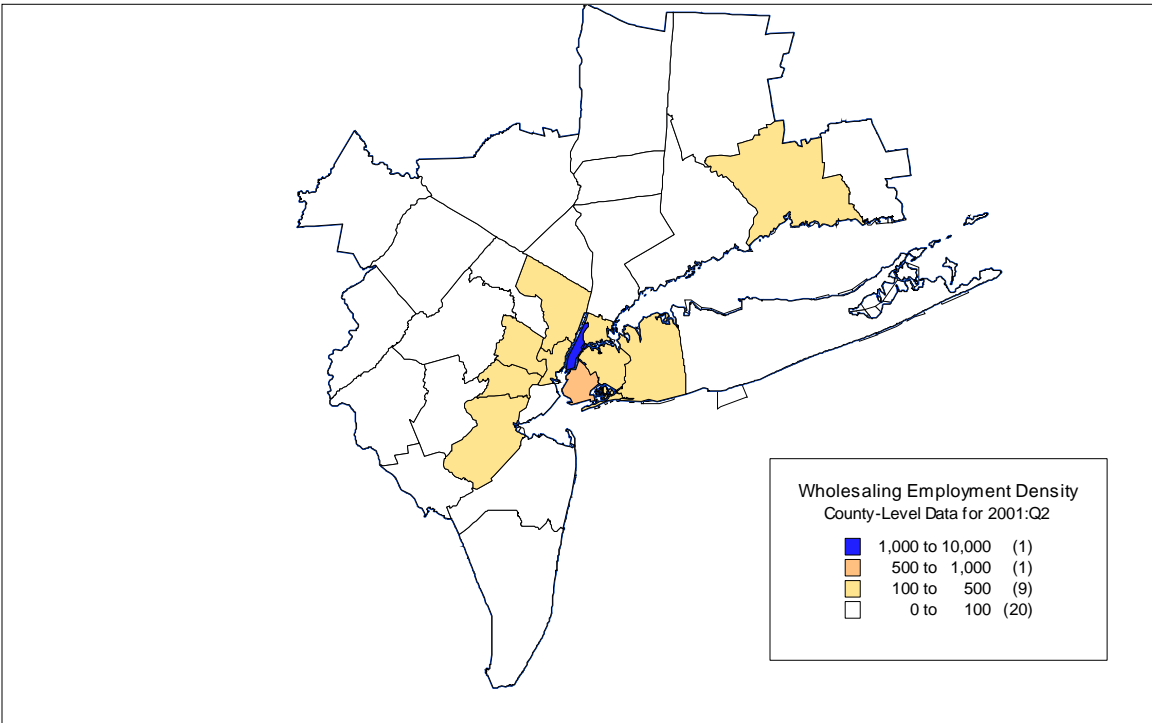 Wholesaling Employment Density
County-Level Data for 2001:Q2
1,000 to 10,000 (1)
500 to 1,000 (1)
100 to 500 (9)
0 to 100 (20)